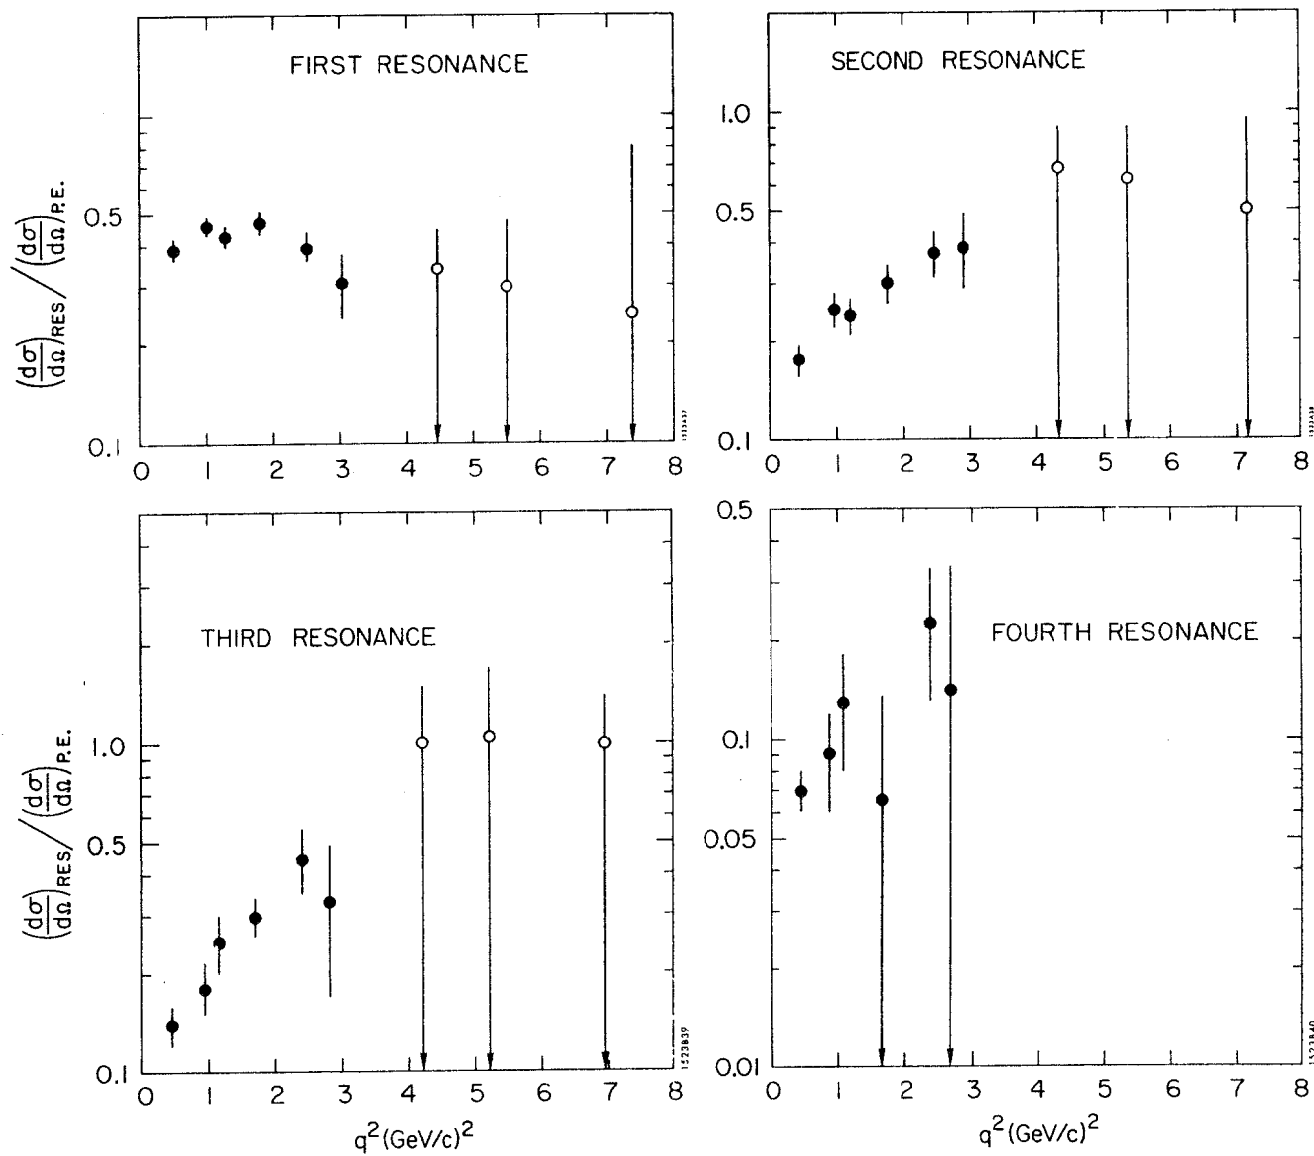 FIRST RESONANCE
(dσ/dΩ)RES / (dσ/dΩ)P.E.
0.5
0.1
0 1 2 3 4 5 6 7 8
SECOND RESONANCE
1.0
0.5
0.1
0 1 2 3 4 5 6 7 8
THIRD RESONANCE
(dσ/dΩ)RES / (dσ/dΩ)P.E.
1.0
0.5
0.1
0 1 2 3 4 5 6 7 8
q²(GeV/c)²
1523B39
FOURTH RESONANCE
0.5
0.1
0.05
0.01
0 1 2 3 4 5 6 7 8
q²(GeV/c)²
1523B40